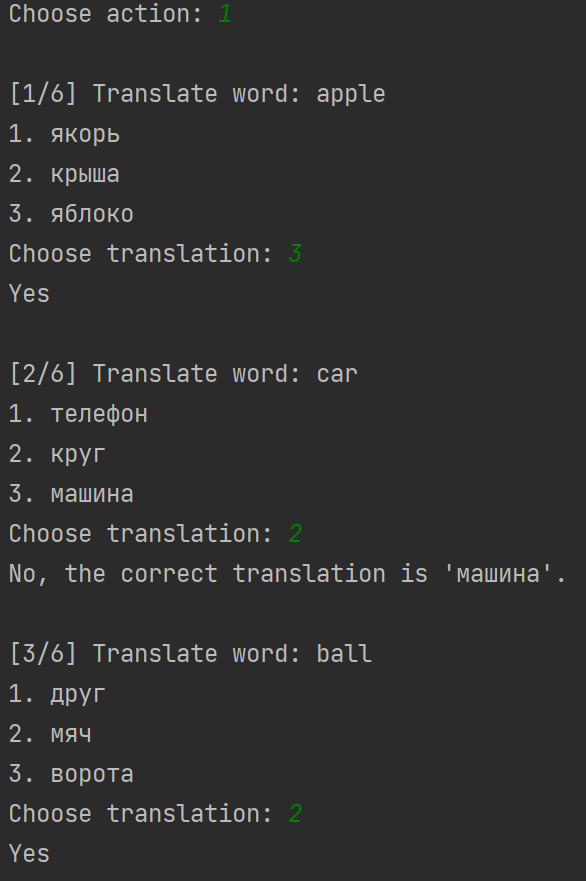 Choose action: 1
[1/6] Translate word: apple
1. якорь
2. крыша
3. яблоко
Choose translation: 3
Yes
[2/6] Translate word: car
1. телефон
2. круг
3. машина
Choose translation: 2
No, the correct translation is 'машина'.
[3/6] Translate word: ball
1. друг
2. мяч
3. ворота
Choose translation: 2
Yes